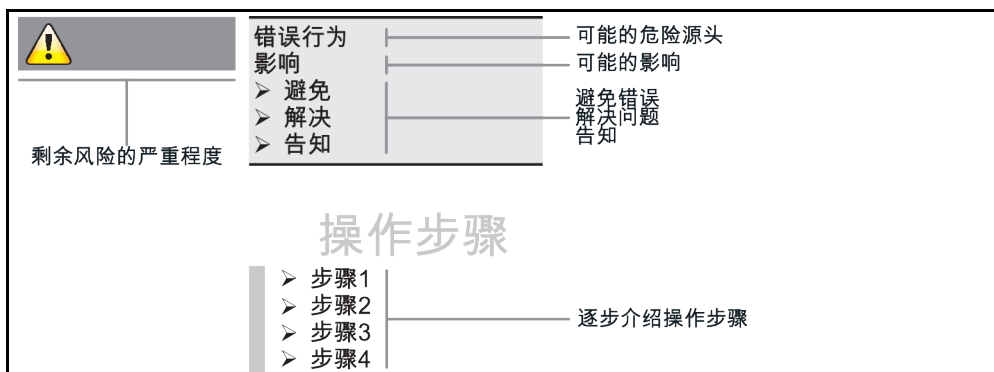 错误行为
可能的危险源头
影响
可能的影响
➢ 避免
➢ 解决
➢ 告知
避免错误
解决问题
告知
剩余风险的严重程度
操作步骤
➢ 步骤1
➢ 步骤2
➢ 步骤3
➢ 步骤4
逐步介绍操作步骤